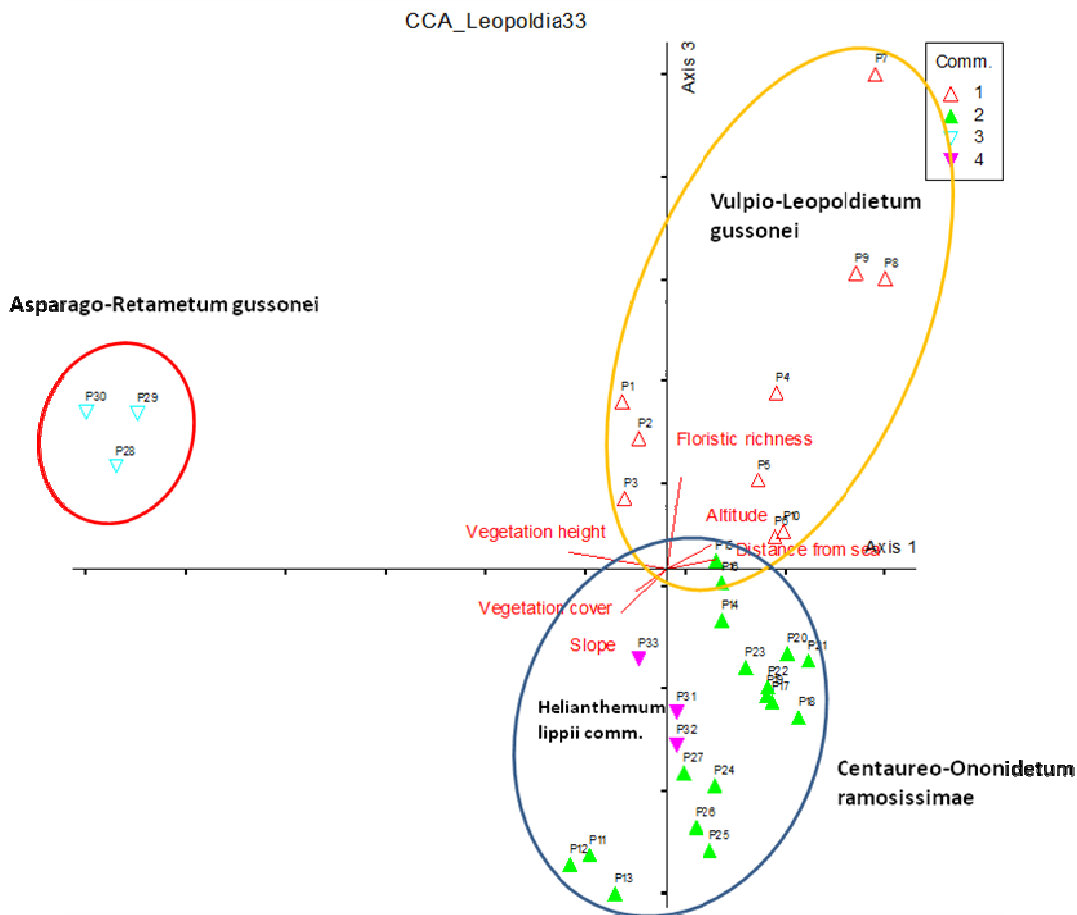 CCA_Leopoldia33
Axis 3
Comm.
1
2
3
4
P7
Vulpio-Leopoldietum
gussonei
P9
P8
Asparago-Retametum gussonei
P30
P29
P28
P1
P2
P3
P4
P5
Floristic richness
Altitude
P6
P10
Vegetation height
Distance from sea
Axis 1
P16
P14
Vegetation cover
Slope
P33
P23
P20
P22
P17
P18
P31
P32
Helianthemum
lippii comm.
P27
P24
Centaureo-Ononidetum
ramosissimae
P26
P25
P12
P11
P13